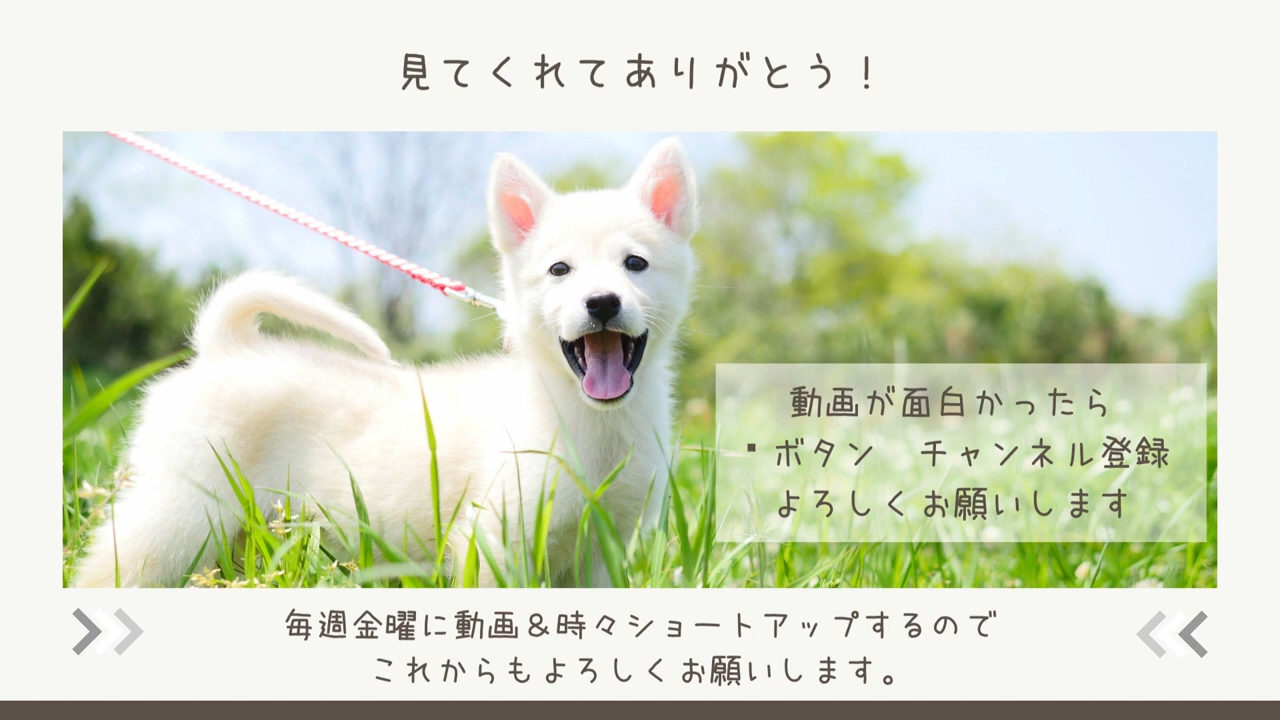 見てくれてありがとう！
動画が面白かったら
▪ボタン　チャンネル登録
よろしくお願いします
毎週金曜に動画＆時々ショートアップするので
これからもよろしくお願いします。